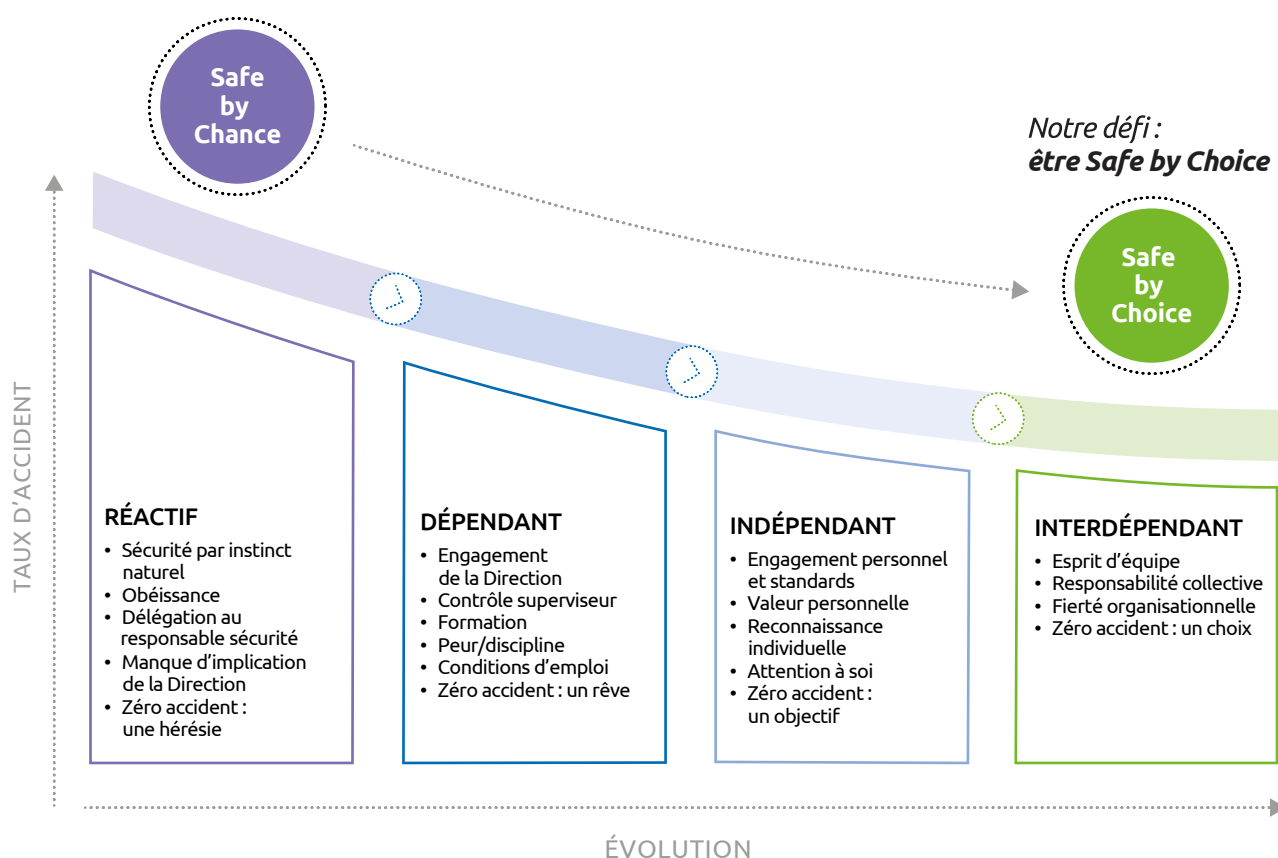 Safe
by
Chance
Notre défi :
être Safe by Choice
Safe
by
Choice
TAUX D'ACCIDENT
RÉACTIF
• Sécurité par instinct
naturel
• Obéissance
• Délégation au
responsable sécurité
• Manque d'implication
de la Direction
• Zéro accident :
une hérésie
DÉPENDANT
• Engagement
de la Direction
• Contrôle superviseur
• Formation
• Peur/discipline
• Conditions d'emploi
• Zéro accident : un rêve
INDÉPENDANT
• Engagement personnel
et standards
• Valeur personnelle
• Reconnaissance
individuelle
• Attention à soi
• Zéro accident :
un objectif
INTERDÉPENDANT
• Esprit d'équipe
• Responsabilité collective
• Fierté organisationnelle
• Zéro accident : un choix
ÉVOLUTION